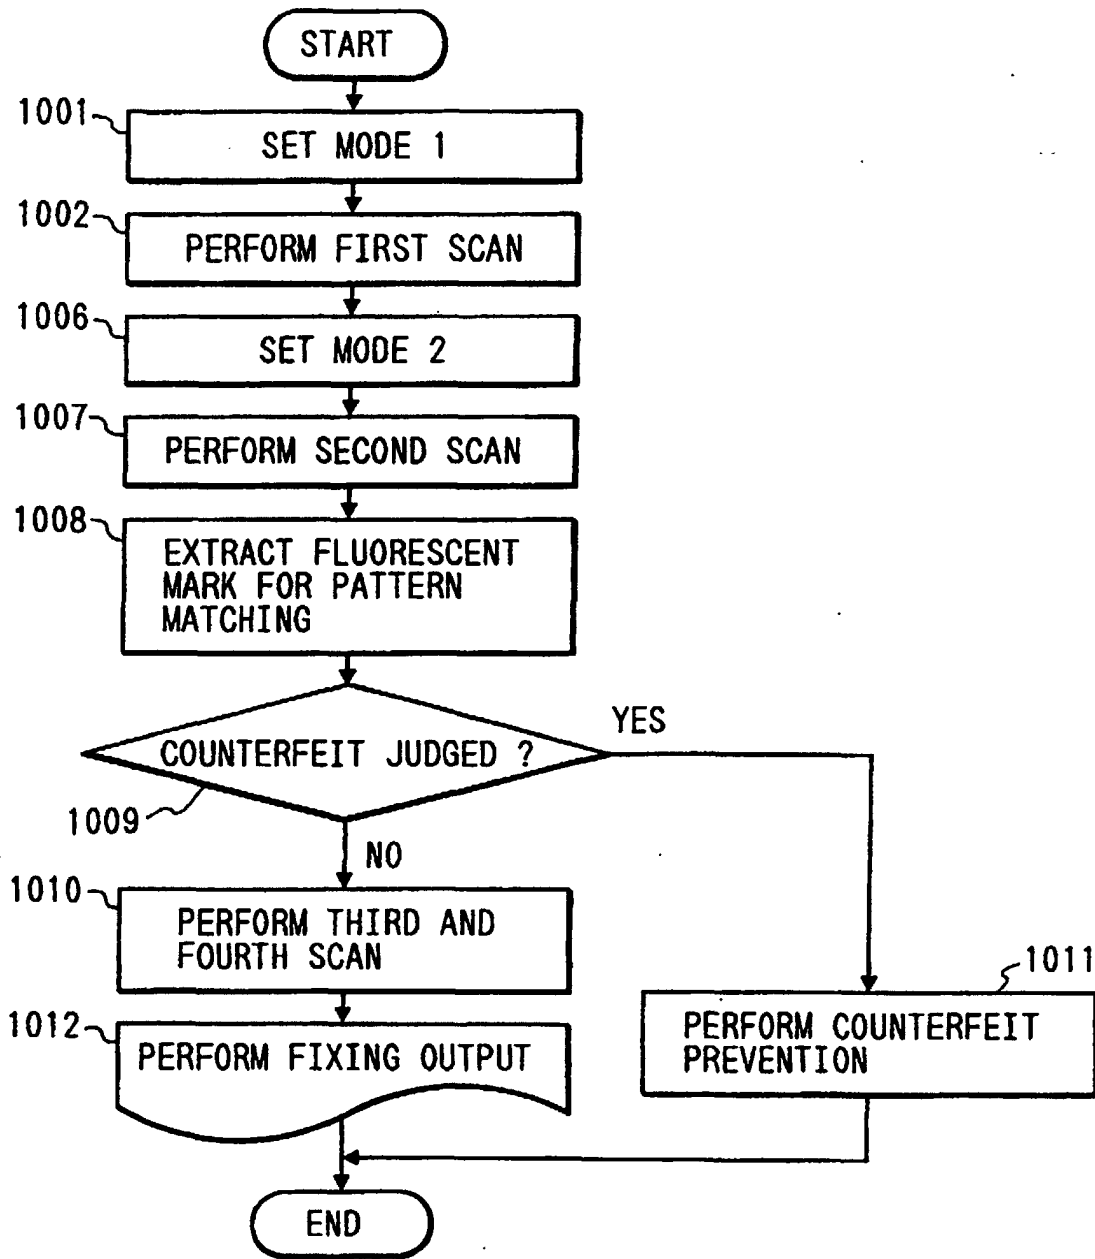 START
1001
SET MODE 1
1002
PERFORM FIRST SCAN
1006
SET MODE 2
1007
PERFORM SECOND SCAN
1008
EXTRACT FLUORESCENT
MARK FOR PATTERN
MATCHING
COUNTERFEIT JUDGED ?
YES
1009
NO
1010
PERFORM THIRD AND
FOURTH SCAN
1011
PERFORM COUNTERFEIT
PREVENTION
1012
PERFORM FIXING OUTPUT
END